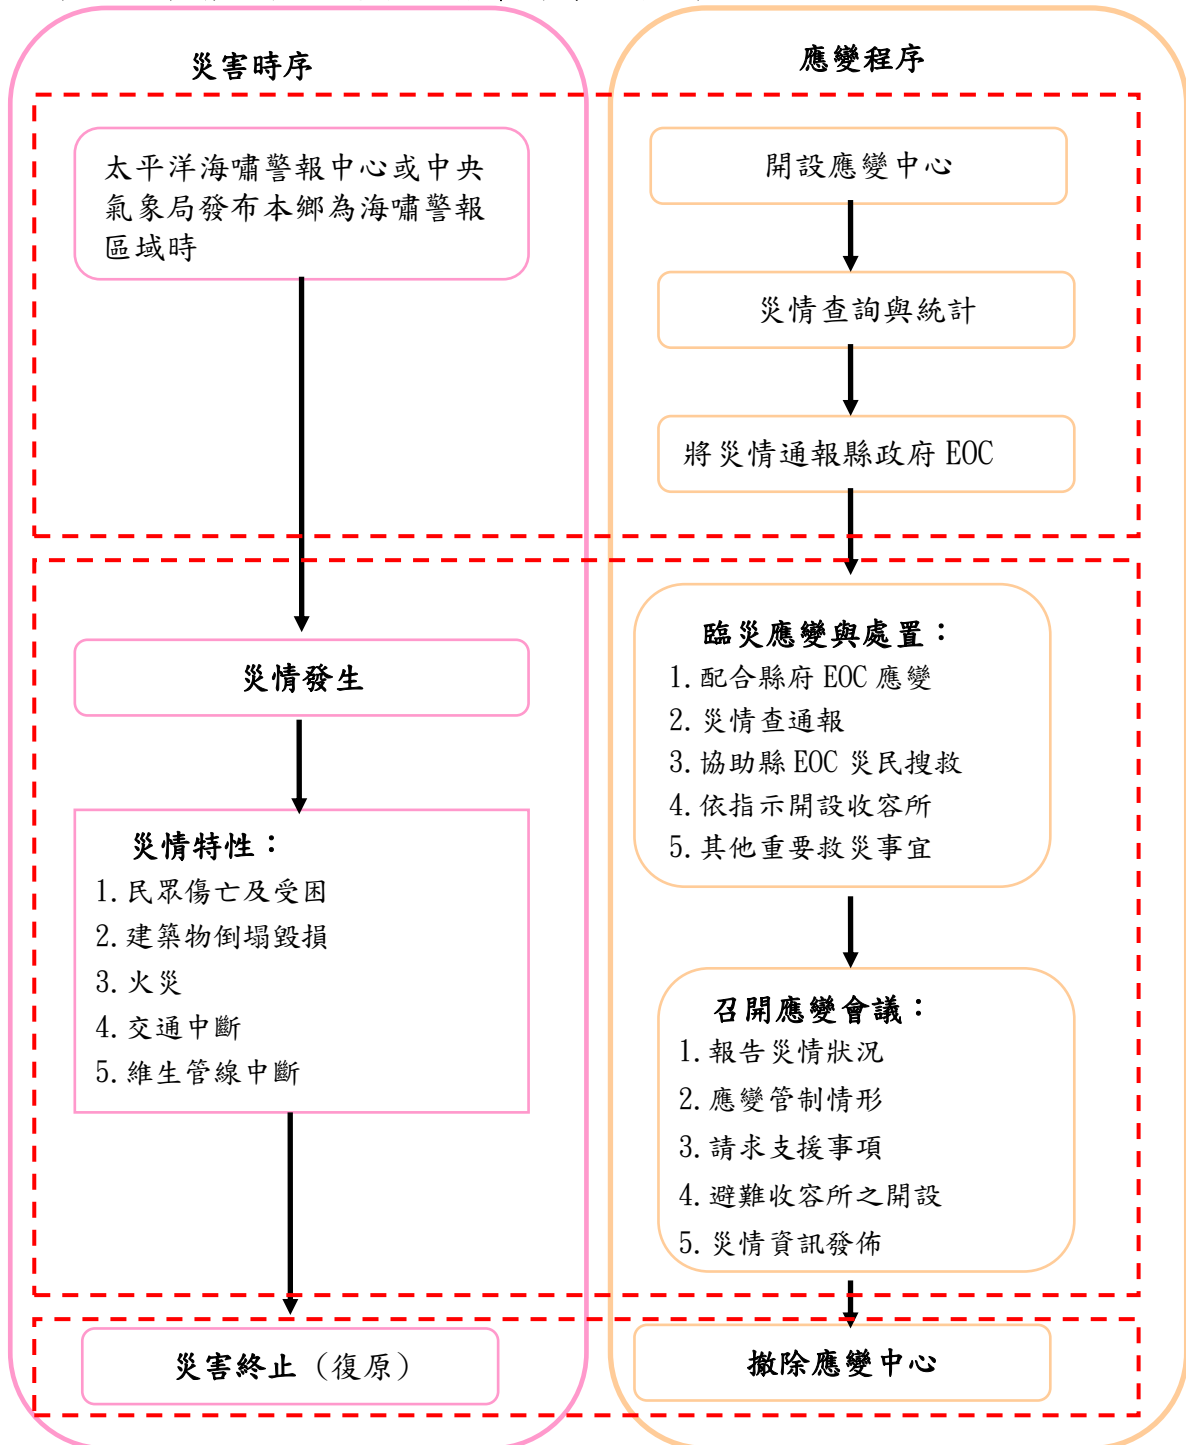 災害時序
太平洋海嘯警報中心或中央
氣象局發布本鄉為海嘯警報
區域時
災情發生
災情特性：
1.民眾傷亡及受困
2.建築物倒塌毀損
3.火災
4.交通中斷
5.維生管線中斷
災害終止（復原）
應變程序
開設應變中心
災情查詢與統計
將災情通報縣政府 EOC
臨災應變與處置：
1.配合縣府 EOC 應變
2.災情查通報
3.協助縣 EOC 災民搜救
4.依指示開設收容所
5.其他重要救災事宜
召開應變會議：
1.報告災情狀況
2.應變管制情形
3.請求支援事項
4.避難收容所之開設
5.災情資訊發佈
撤除應變中心